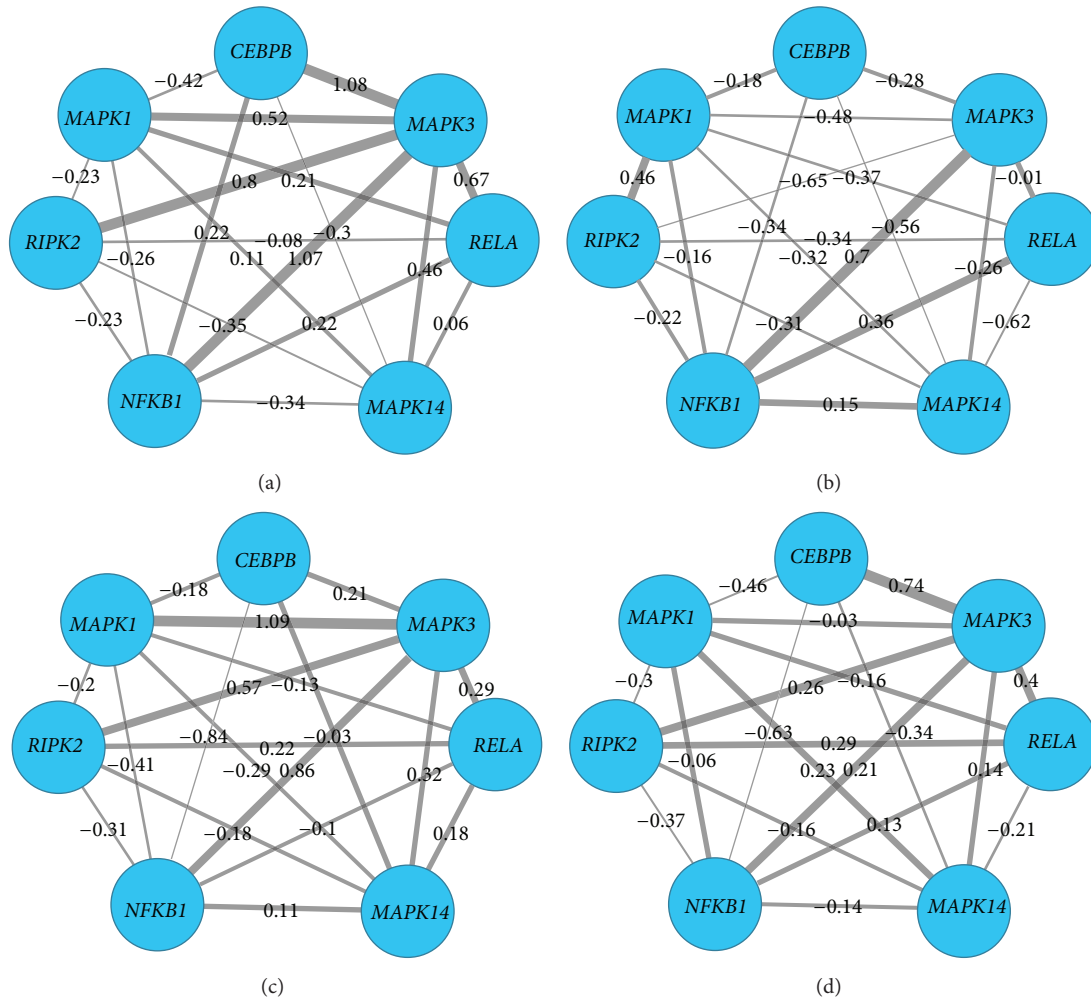 CEBPB
−0.42
1.08
MAPK1
0.52
MAPK3
−0.23
0.8
0.21
0.67
RIPK2
0.22
−0.08
−0.3
RELA
−0.26
0.11
1.07
0.46
−0.23
−0.35
0.22
0.06
NFKB1
−0.34
MAPK14
(a)
CEBPB
−0.18
−0.28
MAPK1
−0.48
MAPK3
0.46
−0.65
−0.37
−0.01
RIPK2
−0.34
−0.34
−0.56
RELA
−0.16
−0.32
0.7
−0.26
−0.22
−0.31
0.36
−0.62
NFKB1
0.15
MAPK14
(b)
CEBPB
−0.18
0.21
MAPK1
1.09
MAPK3
−0.2
0.57
−0.13
0.29
RIPK2
−0.84
0.22
−0.03
RELA
−0.41
−0.29
0.86
0.32
−0.31
−0.18
−0.1
0.18
NFKB1
0.11
MAPK14
(c)
CEBPB
−0.46
0.74
MAPK1
−0.03
MAPK3
−0.3
0.26
−0.16
0.4
RIPK2
−0.63
0.29
−0.34
RELA
−0.06
0.23
0.21
0.14
−0.37
−0.16
0.13
−0.21
NFKB1
−0.14
MAPK14
(d)